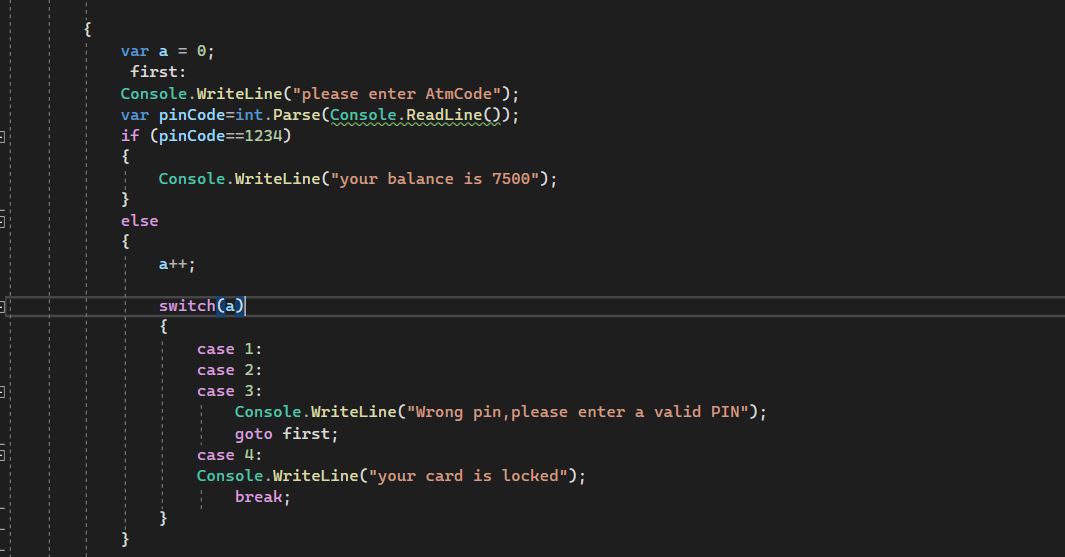 {
var a = 0;
first:
Console.WriteLine("please enter AtmCode");
var pinCode=int.Parse(Console.ReadLine());
if (pinCode==1234)
{
Console.WriteLine("your balance is 7500");
}
else
{
a++;
switch(a)
{
case 1:
case 2:
case 3:
Console.WriteLine("Wrong pin,please enter a valid PIN");
goto first;
case 4:
Console.WriteLine("your card is locked");
break;
}
}